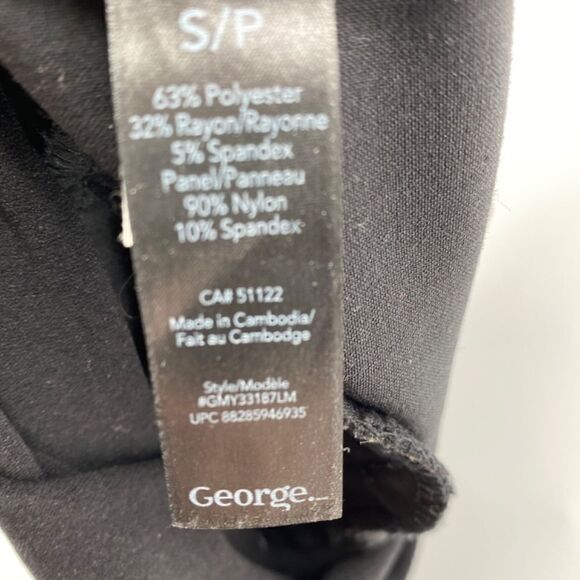 S/P
63% Polyester
32% Rayon/Rayonne
5% Spandex
Panel/Panneau
90% Nylon
10% Spandex
CA# 51122
Made in Cambodia/
Fait au Cambodge
Style/Modèle
#GMY33187LM
UPC 88285946935
George.